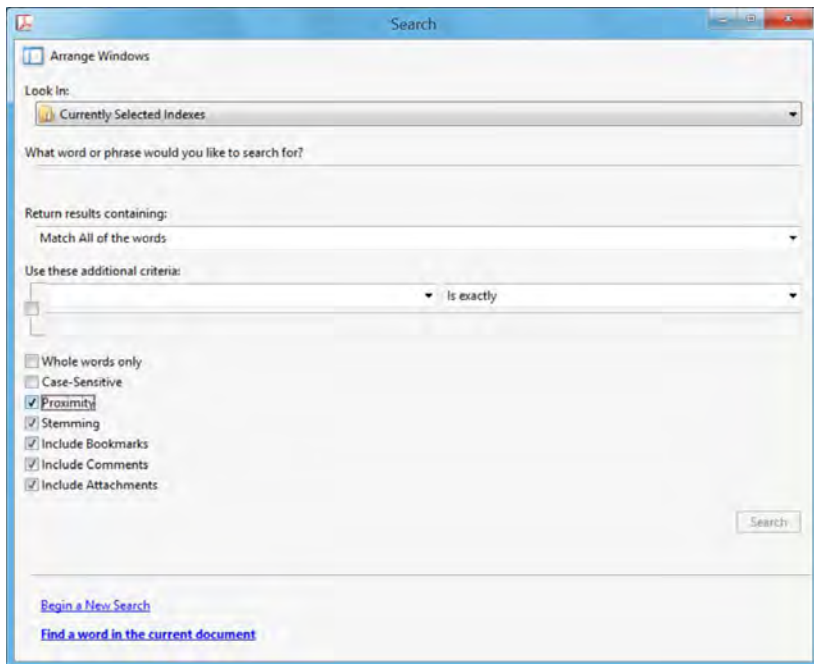 Search
Arrange Windows
Look In:
Currently Selected Indexes
What word or phrase would you like to search for?
Return results containing:
Match All of the words
Use these additional criteria:
Is exactly
Whole words only
Case-Sensitive
Proximity
Stemming
Include Bookmarks
Include Comments
Include Attachments
Search
Begin a New Search
Find a word in the current document